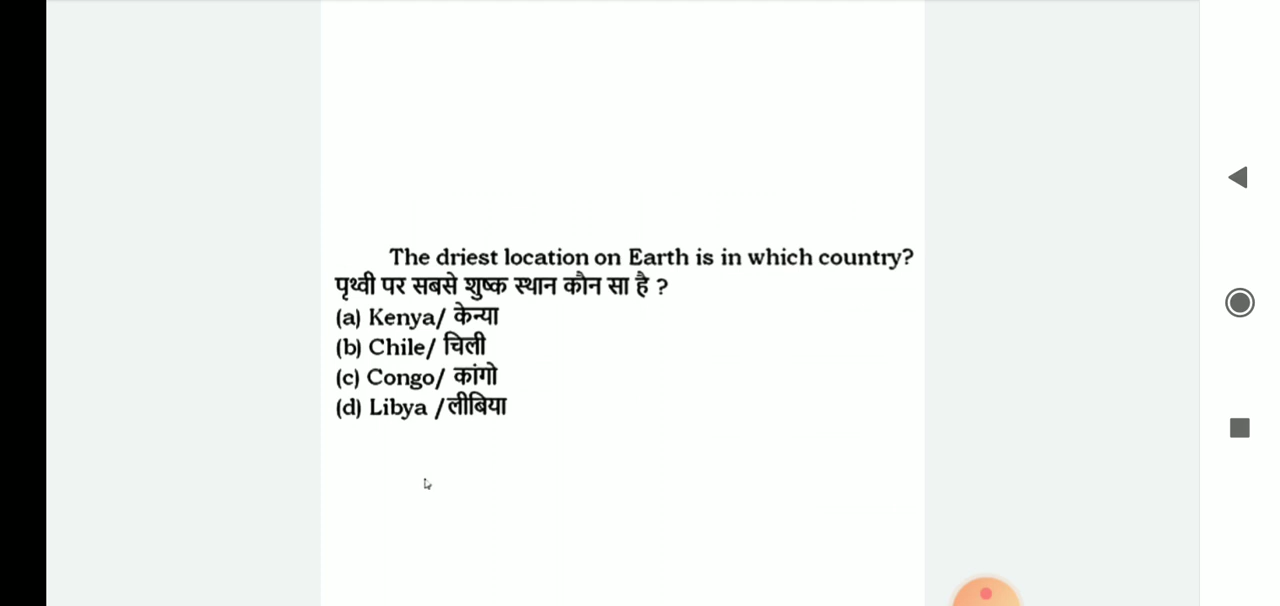 The driest location on Earth is in which country?
पृथ्वी पर सबसे शुष्क स्थान कौन सा है ?
(a) Kenya/ केन्या
(b) Chile/ चिली
(c) Congo/ कांगो
(d) Libya /लीबिया